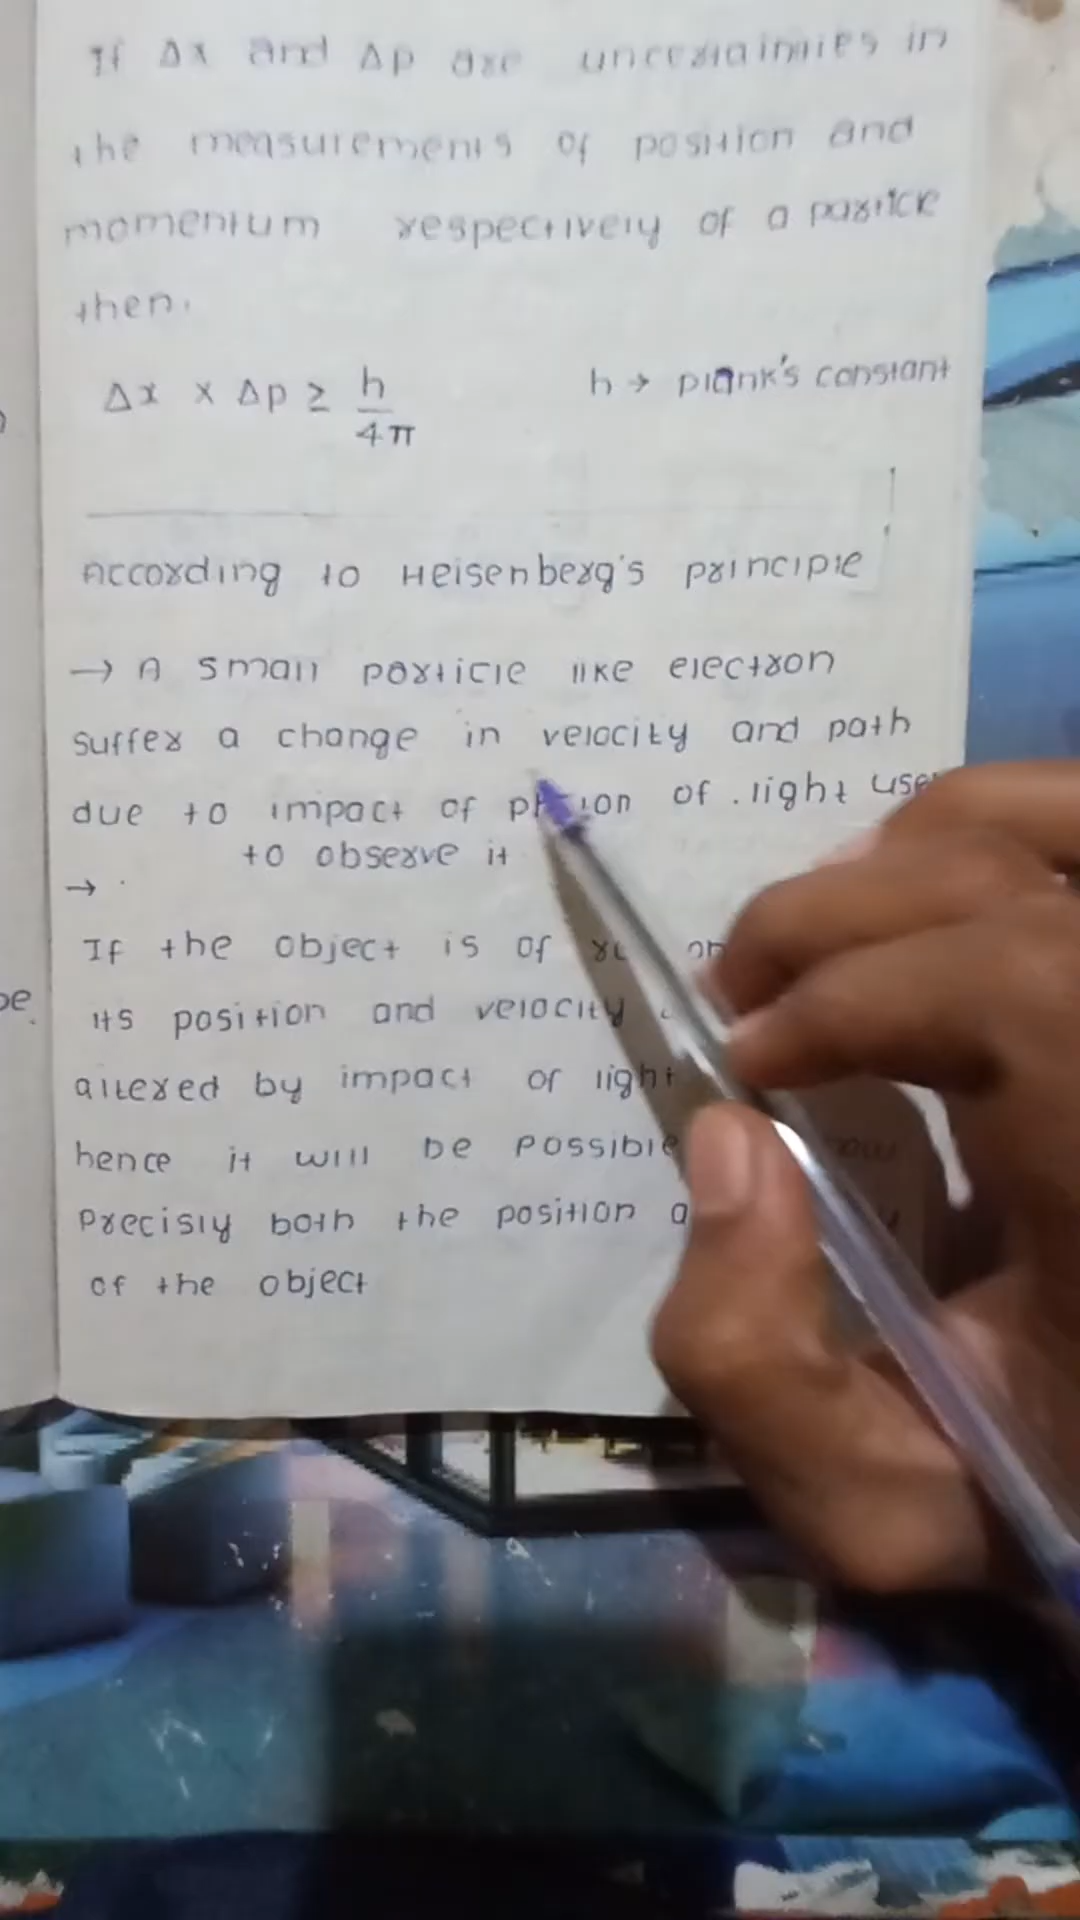 If Δx and Δp are uncertainties in
the measurements of position and
momentum respectively of a particle
then.
Δx × Δp ≥ h/4π h → plank's constant
According to Heisenberg's principle
→ A small particle like electron
suffer a change in velocity and path
due to impact of of . light
to observe it
→
If the object is of
its position and velocity
altered by impact of light
hence it will be possible
precisly both the position
of the object
be